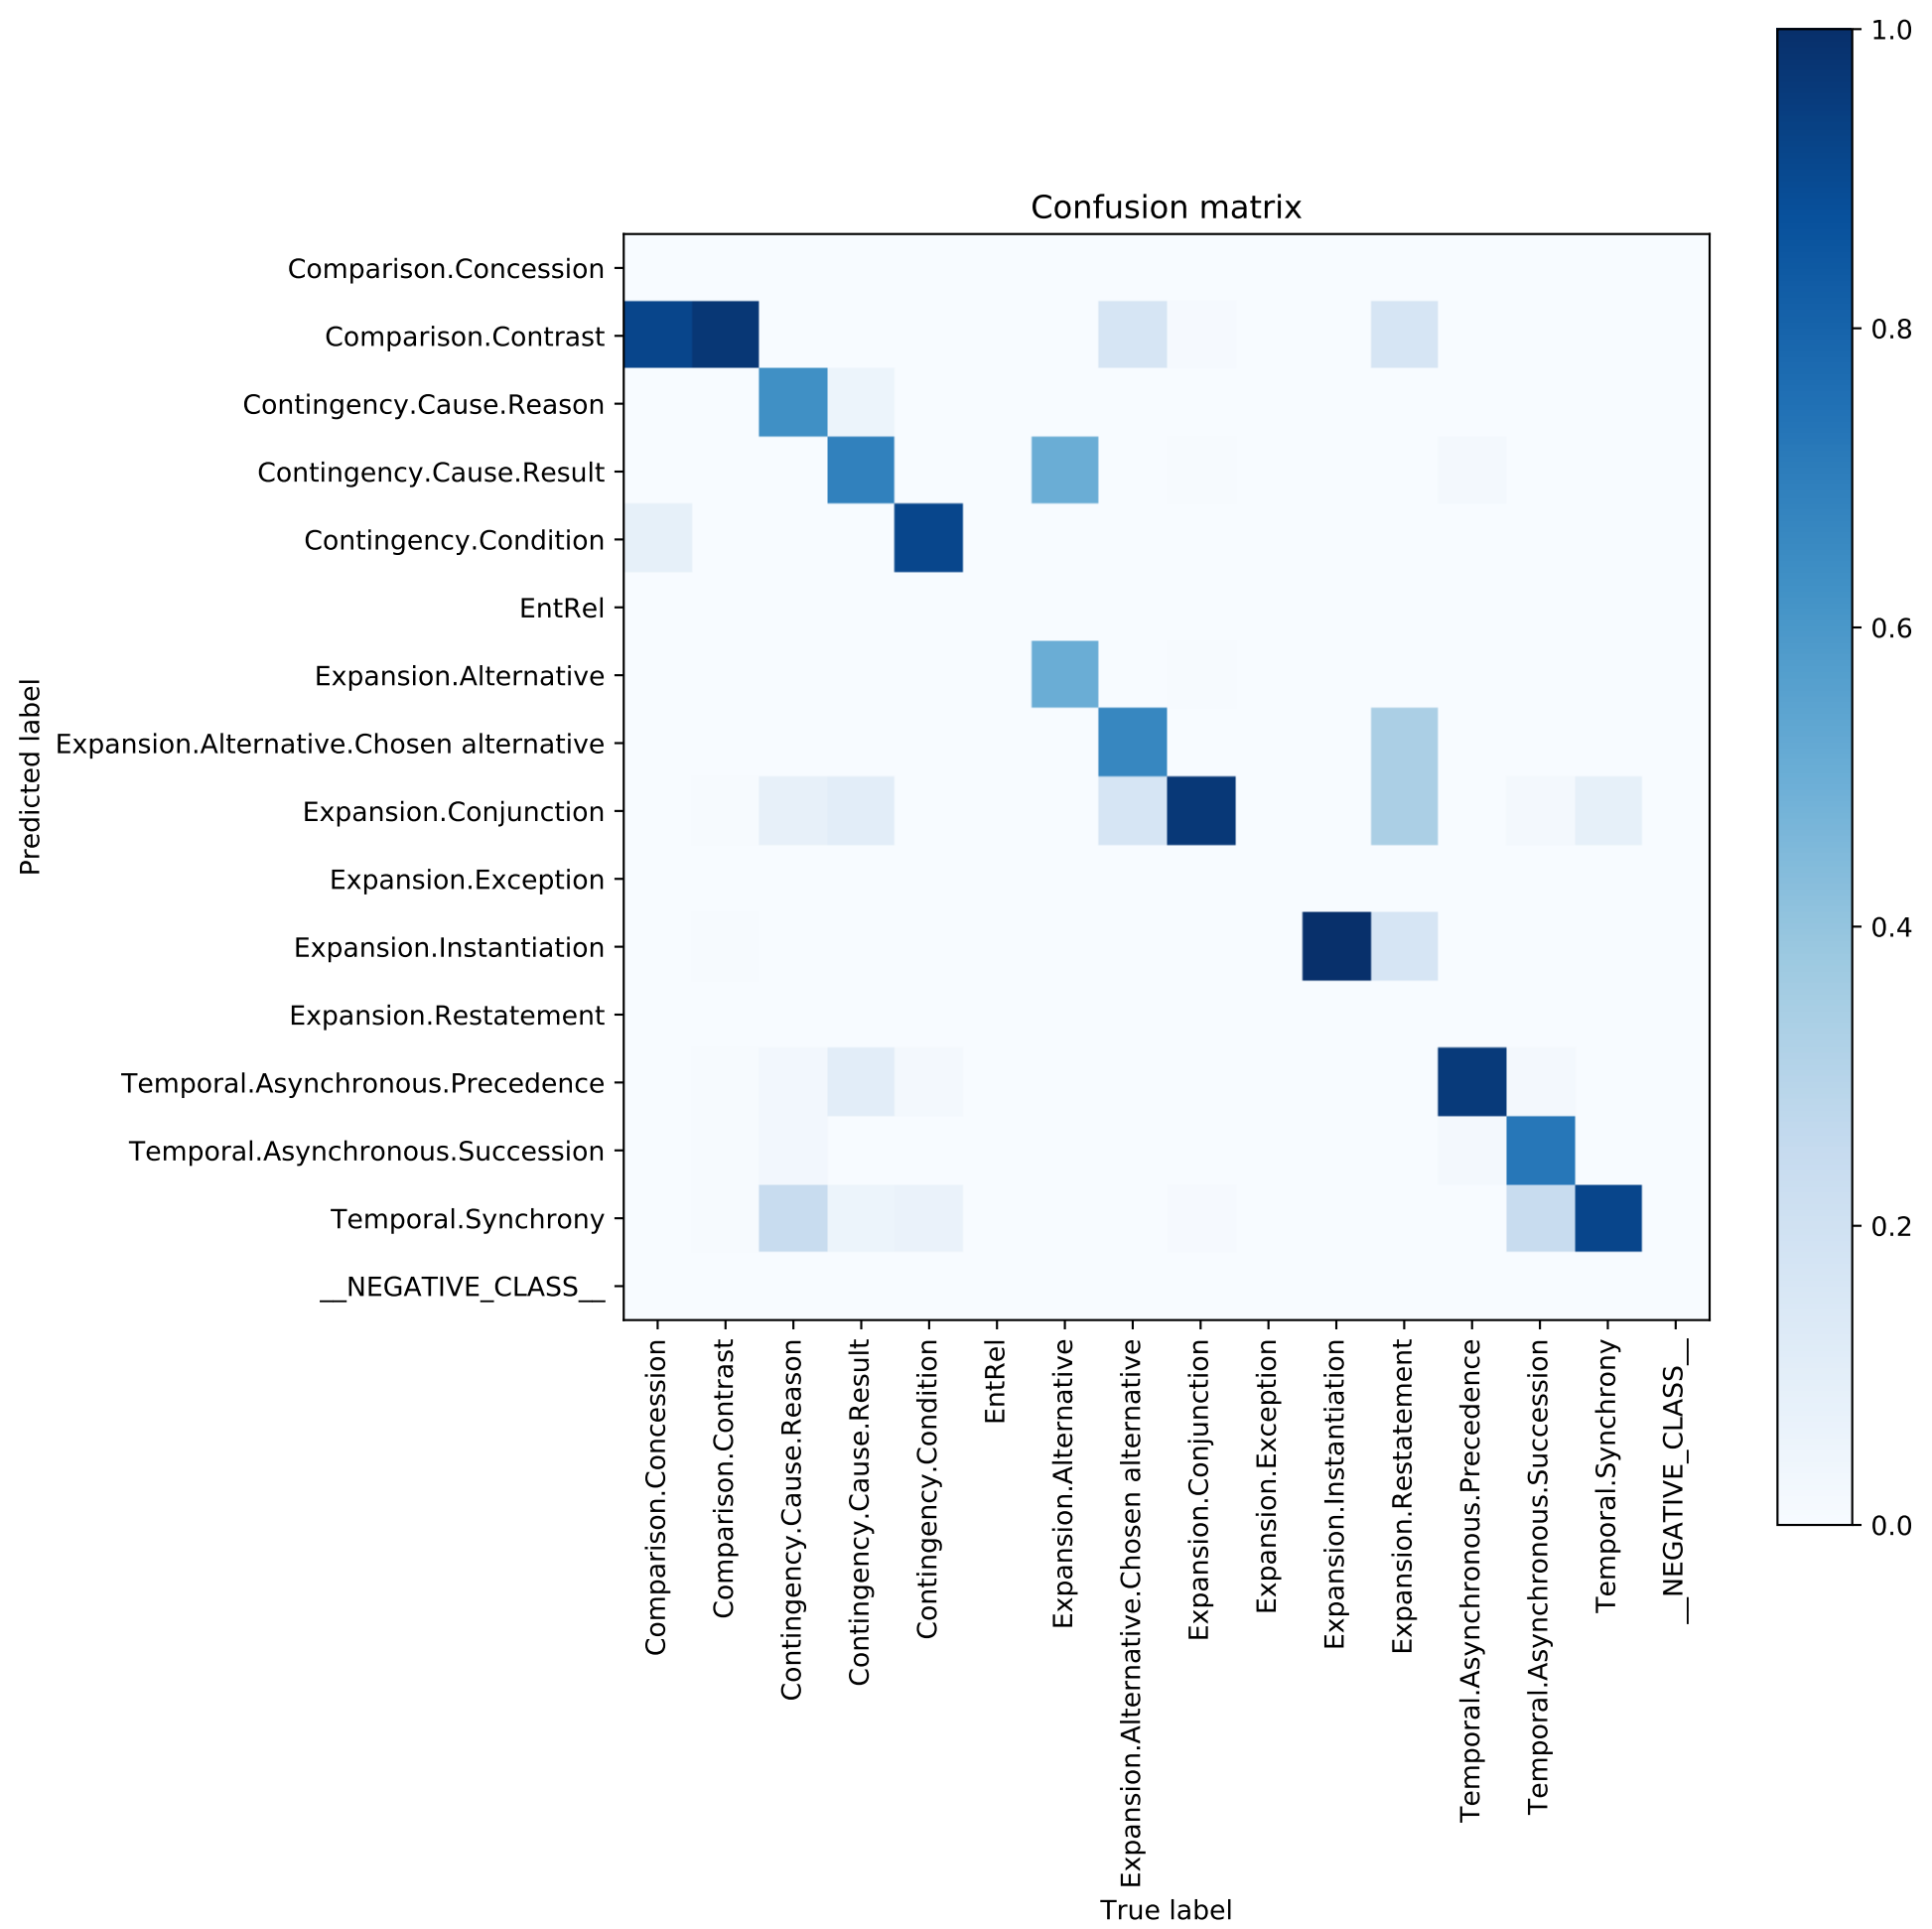 Confusion matrix
Predicted label
Comparison.Concession
Comparison.Contrast
Contingency.Cause.Reason
Contingency.Cause.Result
Contingency.Condition
EntRel
Expansion.Alternative
Expansion.Alternative.Chosen alternative
Expansion.Conjunction
Expansion.Exception
Expansion.Instantiation
Expansion.Restatement
Temporal.Asynchronous.Precedence
Temporal.Asynchronous.Succession
Temporal.Synchrony
__NEGATIVE_CLASS__
Comparison.Concession
Comparison.Contrast
Contingency.Cause.Reason
Contingency.Cause.Result
Contingency.Condition
EntRel
Expansion.Alternative
Expansion.Alternative.Chosen alternative
Expansion.Conjunction
Expansion.Exception
Expansion.Instantiation
Expansion.Restatement
Temporal.Asynchronous.Precedence
Temporal.Asynchronous.Succession
Temporal.Synchrony
__NEGATIVE_CLASS__
True label
1.0
0.8
0.6
0.4
0.2
0.0